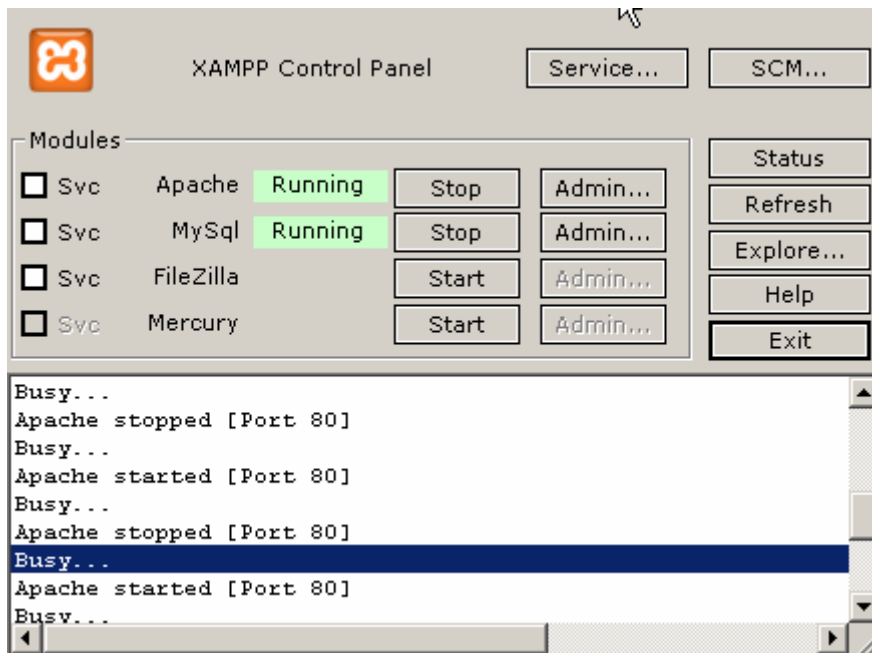 XAMPP Control Panel Service... SCM...
Modules
Status
Svc Apache Running Stop Admin...
Refresh
Svc MySql Running Stop Admin...
Explore...
Svc FileZilla Start Admin...
Help
Svc Mercury Start Admin...
Exit
Busy...
Apache stopped [Port 80]
Busy...
Apache started [Port 80]
Busy...
Apache stopped [Port 80]
Busy...
Apache started [Port 80]
Busy...